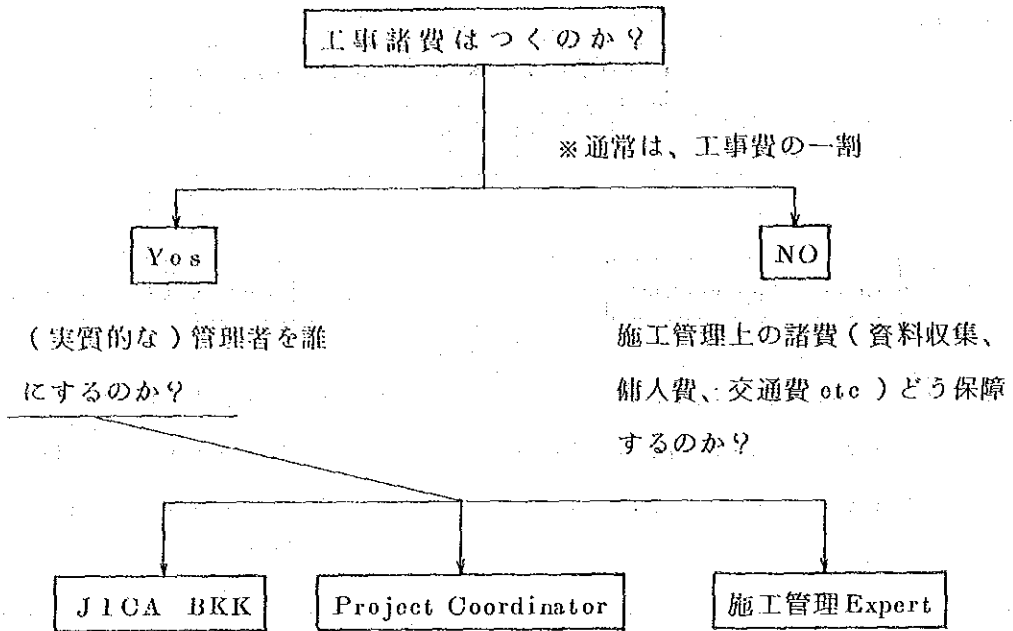 工事諸費はつくのか？
※通常は、工事費の一割
Yes
NO
（実質的な）管理者を誰
にするのか？
施工管理上の諸費（資料収集、
傭人費、交通費 etc ）どう保障
するのか？
JICA BKK
Project Coordinator
施工管理Expert